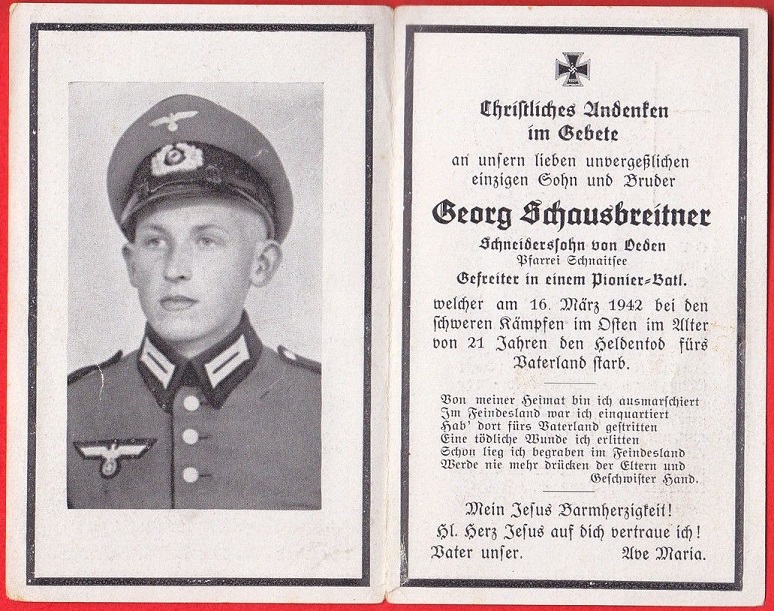 Christliches Andenken
im Gebete
an unsern lieben unvergeßlichen
einzigen Sohn und Bruder
Georg Schausbreitner
Schneiderssohn von Oeden
Pfarrei Schnaitsee
Gefreiter in einem Pionier-Batl.
welcher am 16. März 1942 bei den
schweren Kämpfen im Osten im Alter
von 21 Jahren den Heldentod fürs
Vaterland starb.
Von meiner Heimat bin ich ausmarschiert
Im Feindesland war ich einquartiert
Hab' dort fürs Vaterland gestritten
Eine tödliche Wunde ich erlitten
Schon lieg ich begraben im Feindesland
Werde nie mehr drücken der Eltern und
Geschwister Hand.
Mein Jesus Barmherzigkeit!
Hl. Herz Jesus auf dich vertraue ich!
Vater unser. Ave Maria.